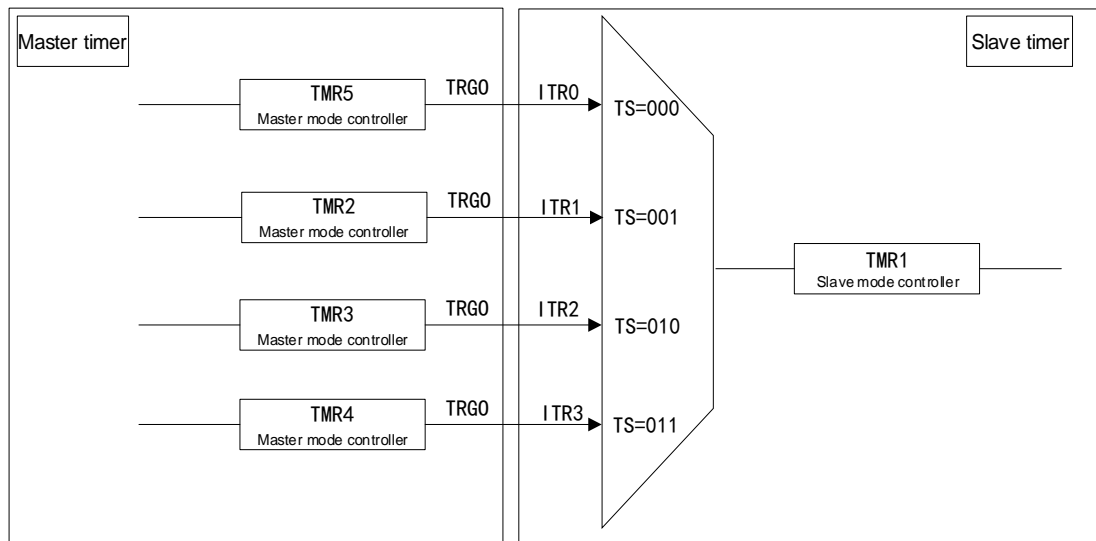 Master timer
Slave timer
TMR5
Master mode controller
TRGO
ITR0
TS=000
TMR2
Master mode controller
TRGO
ITR1
TS=001
TMR1
Slave mode controller
TMR3
Master mode controller
TRGO
ITR2
TS=010
TMR4
Master mode controller
TRGO
ITR3
TS=011